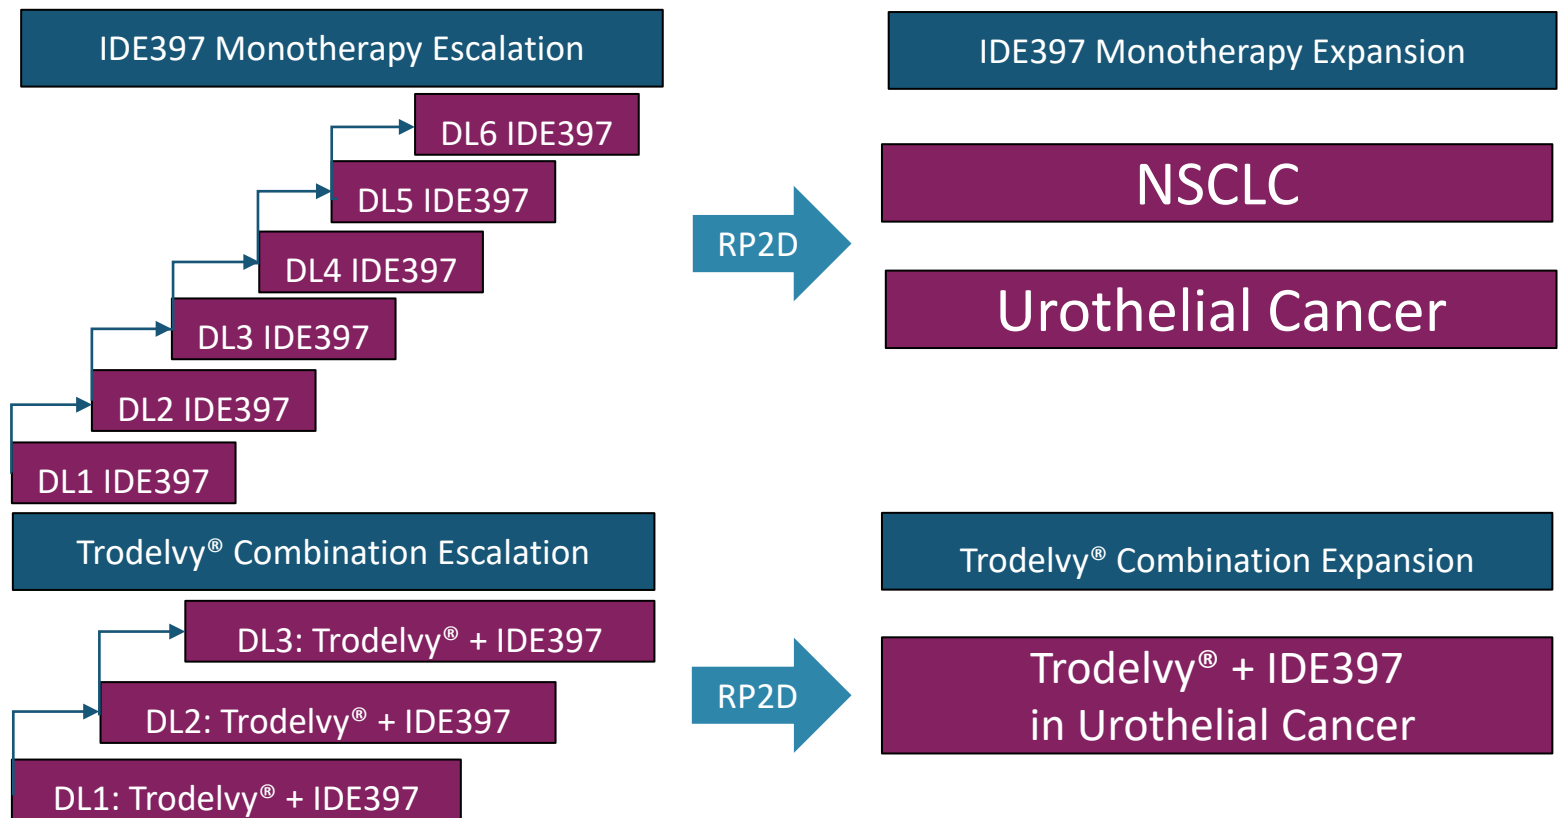 IDE397 Monotherapy Escalation
DL6 IDE397
DL5 IDE397
DL4 IDE397
DL3 IDE397
DL2 IDE397
DL1 IDE397
RP2D
IDE397 Monotherapy Expansion
NSCLC
Urothelial Cancer
Trodelvy® Combination Escalation
DL3: Trodelvy® + IDE397
DL2: Trodelvy® + IDE397
DL1: Trodelvy® + IDE397
RP2D
Trodelvy® Combination Expansion
Trodelvy® + IDE397
in Urothelial Cancer